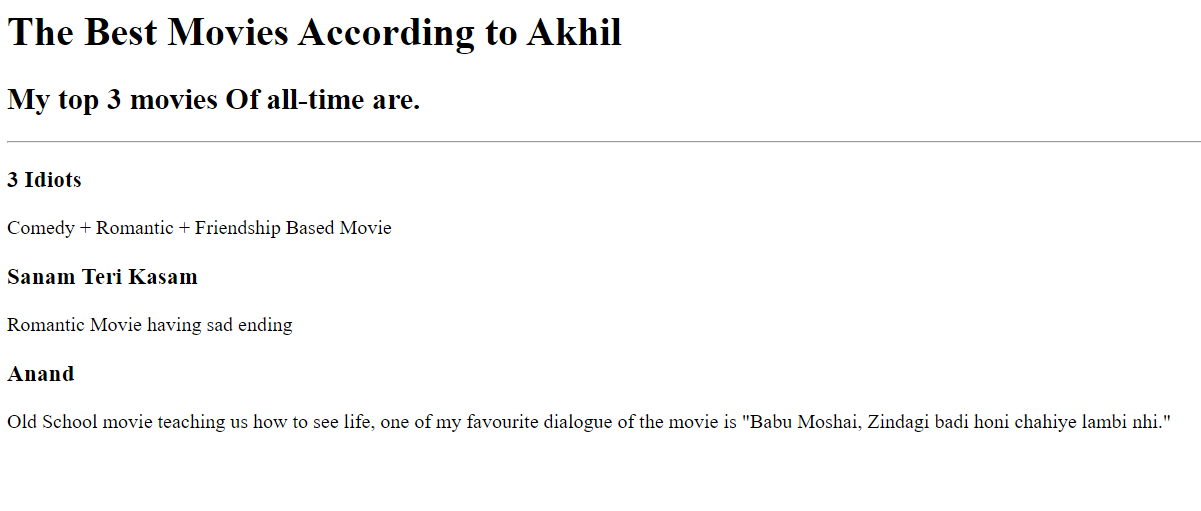 The Best Movies According to Akhil
My top 3 movies Of all-time are.
3 Idiots
Comedy + Romantic + Friendship Based Movie
Sanam Teri Kasam
Romantic Movie having sad ending
Anand
Old School movie teaching us how to see life, one of my favourite dialogue of the movie is "Babu Moshai, Zindagi badi honi chahiye lambi nhi."